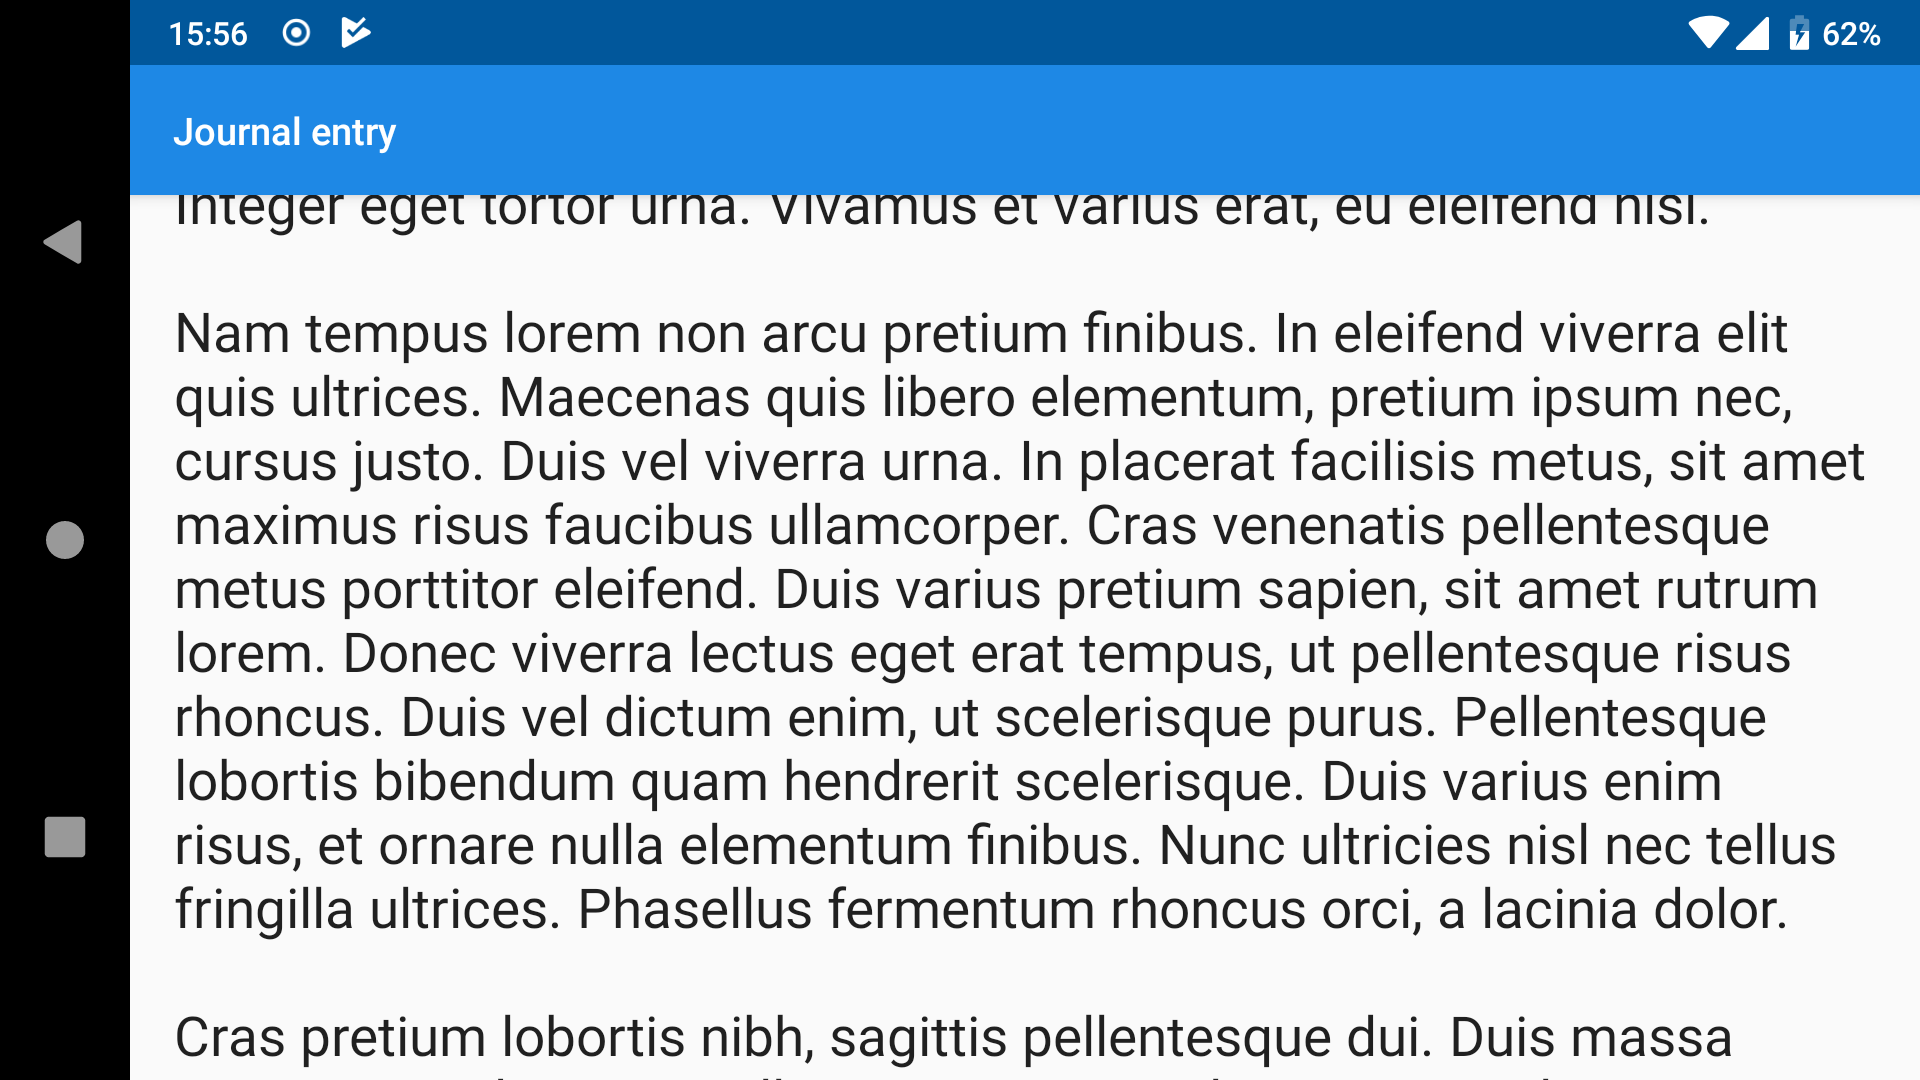 15:56
62%
Journal entry
Integer eget tortor urna. Vivamus et varius erat, eu eleifend nisl.
Nam tempus lorem non arcu pretium finibus. In eleifend viverra elit
quis ultrices. Maecenas quis libero elementum, pretium ipsum nec,
cursus justo. Duis vel viverra urna. In placerat facilisis metus, sit amet
maximus risus faucibus ullamcorper. Cras venenatis pellentesque
metus porttitor eleifend. Duis varius pretium sapien, sit amet rutrum
lorem. Donec viverra lectus eget erat tempus, ut pellentesque risus
rhoncus. Duis vel dictum enim, ut scelerisque purus. Pellentesque
lobortis bibendum quam hendrerit scelerisque. Duis varius enim
risus, et ornare nulla elementum finibus. Nunc ultricies nisl nec tellus
fringilla ultrices. Phasellus fermentum rhoncus orci, a lacinia dolor.
Cras pretium lobortis nibh, sagittis pellentesque dui. Duis massa